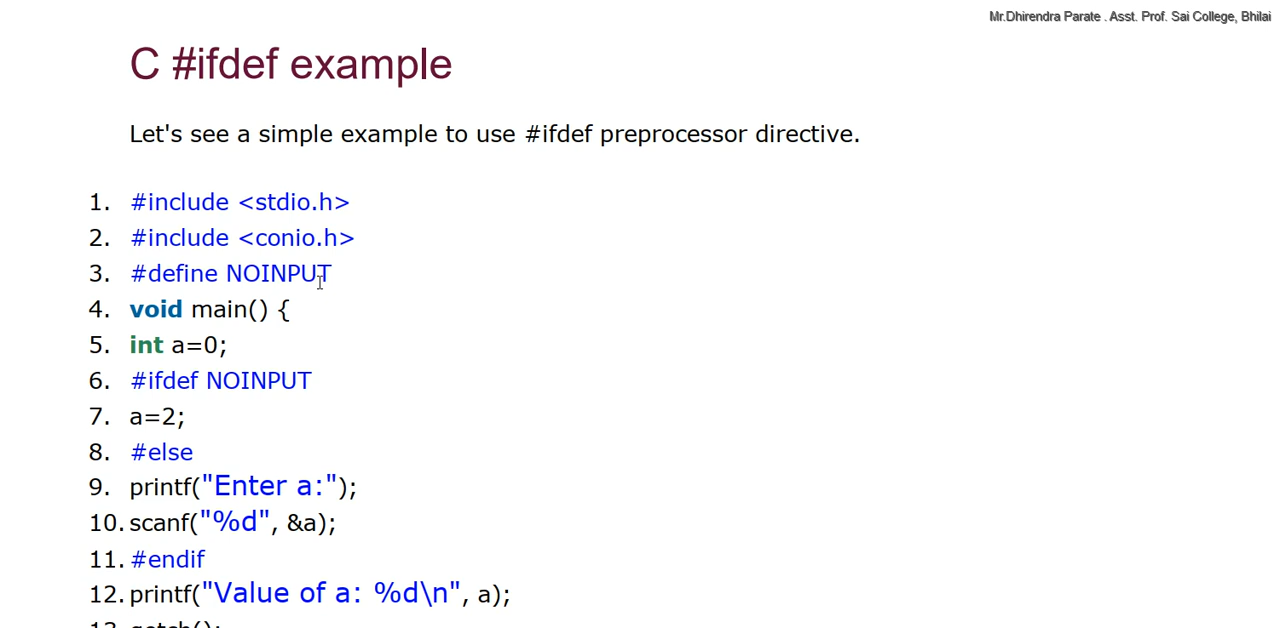 Mr.Dhirendra Parate . Asst. Prof. Sai College, Bhilai
C #ifdef example
Let's see a simple example to use #ifdef preprocessor directive.
1. #include <stdio.h>
2. #include <conio.h>
3. #define NOINPUT
4. void main() {
5. int a=0;
6. #ifdef NOINPUT
7. a=2;
8. #else
9. printf("Enter a:");
10. scanf("%d", &a);
11. #endif
12. printf("Value of a: %d\n", a);
13. getch();